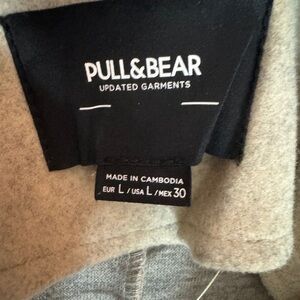 PULL&BEAR
UPDATED GARMENTS
MADE IN CAMBODIA
EUR L / USA L / MEX 30